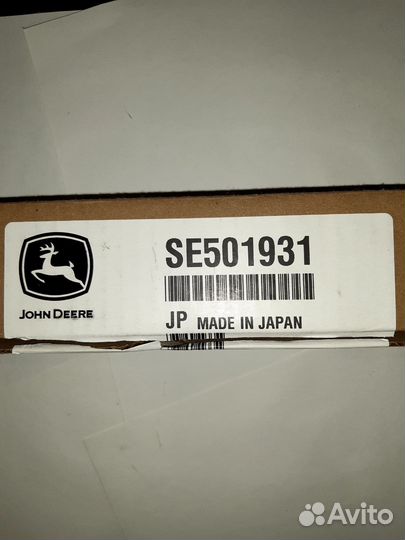 SE501931
JOHN DEERE
JP MADE IN JAPAN
Avito